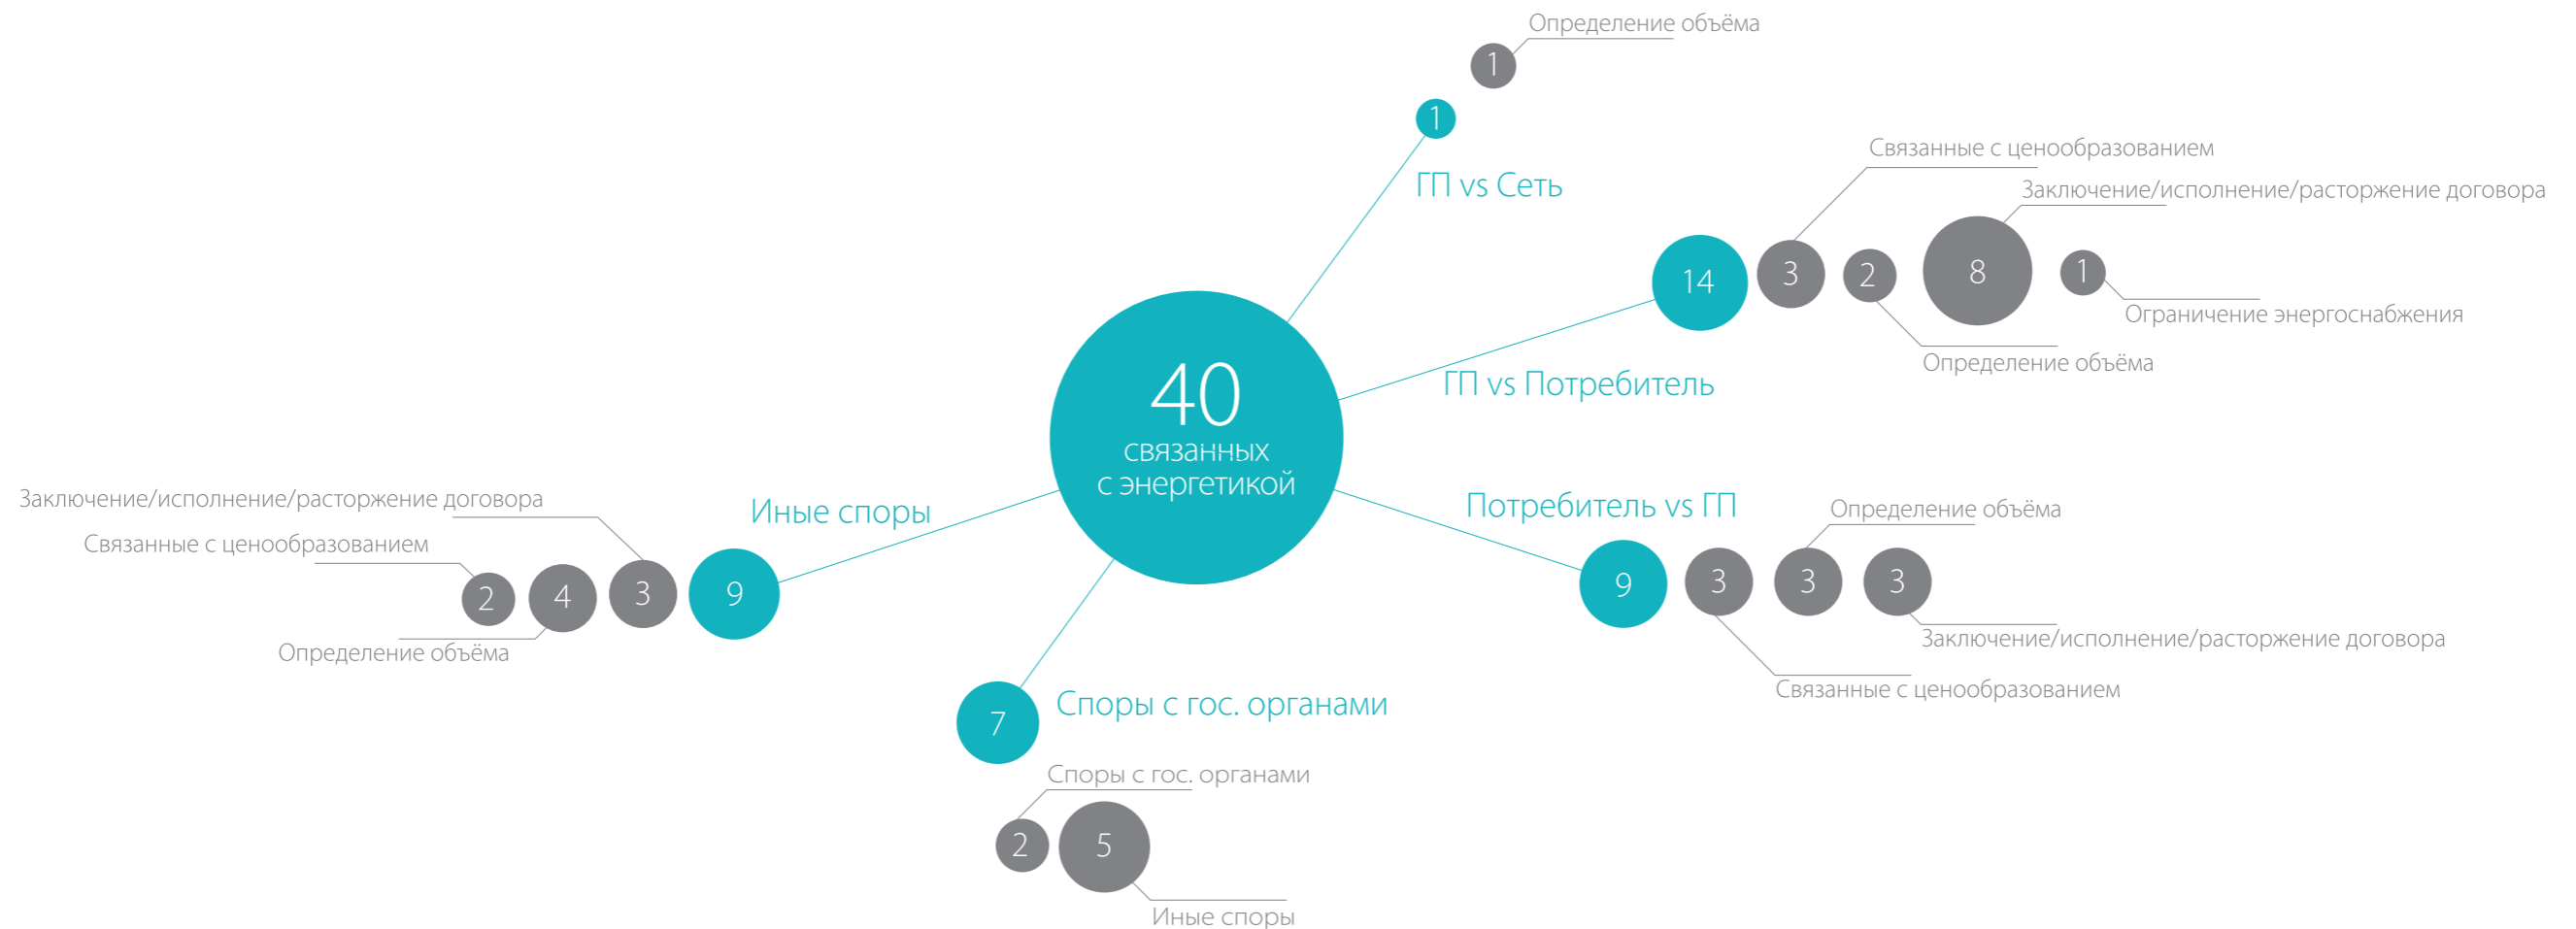 Определение объёма
1
1
ГП vs Сеть
Связанные с ценообразованием
Заключение/исполнение/расторжение договора
14
3
2
8
1
Ограничение энергоснабжения
Определение объёма
ГП vs Потребитель
40
связанных
с энергетикой
Потребитель vs ГП
Определение объёма
9
3
3
3
Заключение/исполнение/расторжение договора
Связанные с ценообразованием
Иные споры
Заключение/исполнение/расторжение договора
Связанные с ценообразованием
2
4
3
9
Определение объёма
7
Споры с гос. органами
Споры с гос. органами
2
5
Иные споры